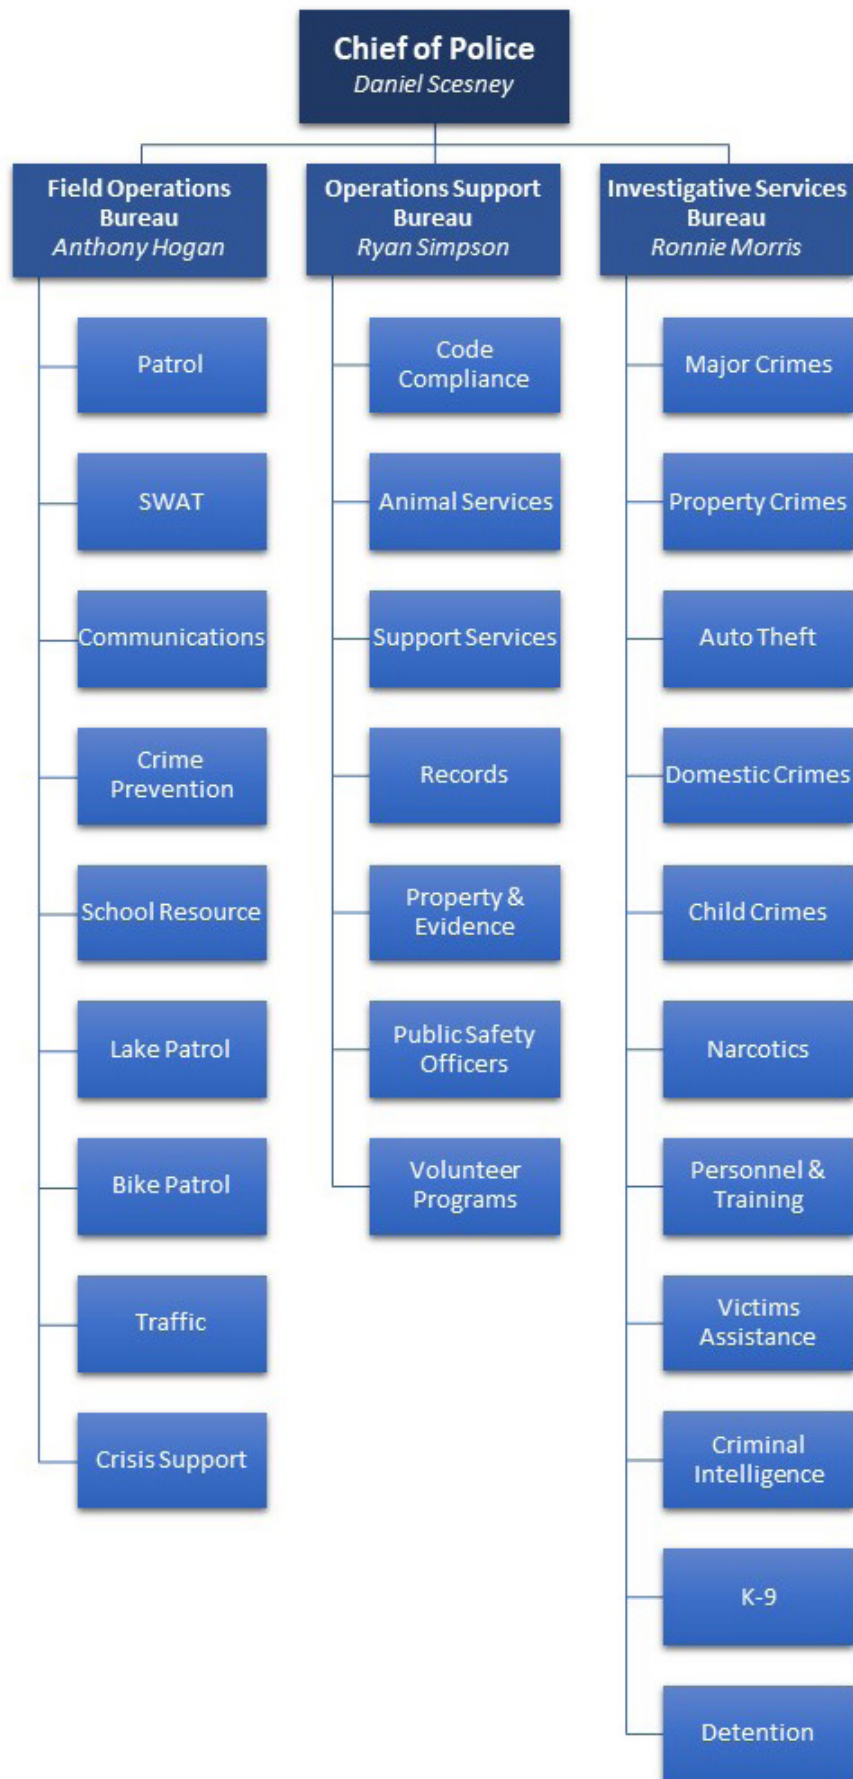 Chief of Police
Daniel Scesney
Field Operations
Bureau
Anthony Hogan
Patrol
SWAT
Communications
Crime
Prevention
School Resource
Lake Patrol
Bike Patrol
Traffic
Crisis Support
Operations Support
Bureau
Ryan Simpson
Code
Compliance
Animal Services
Support Services
Records
Property &
Evidence
Public Safety
Officers
Volunteer
Programs
Investigative Services
Bureau
Ronnie Morris
Major Crimes
Property Crimes
Auto Theft
Domestic Crimes
Child Crimes
Narcotics
Personnel &
Training
Victims
Assistance
Criminal
Intelligence
K-9
Detention